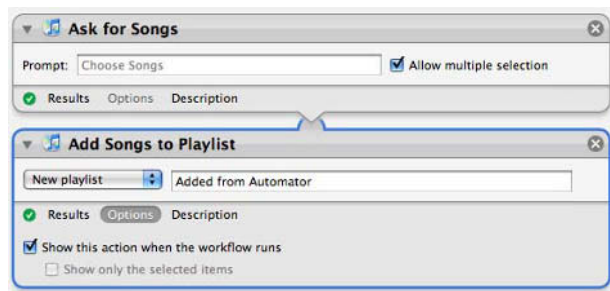 Ask for Songs
Prompt: Choose Songs Allow multiple selection
Results Options Description
Add Songs to Playlist
New playlist Added from Automator
Results Options Description
Show this action when the workflow runs
Show only the selected items